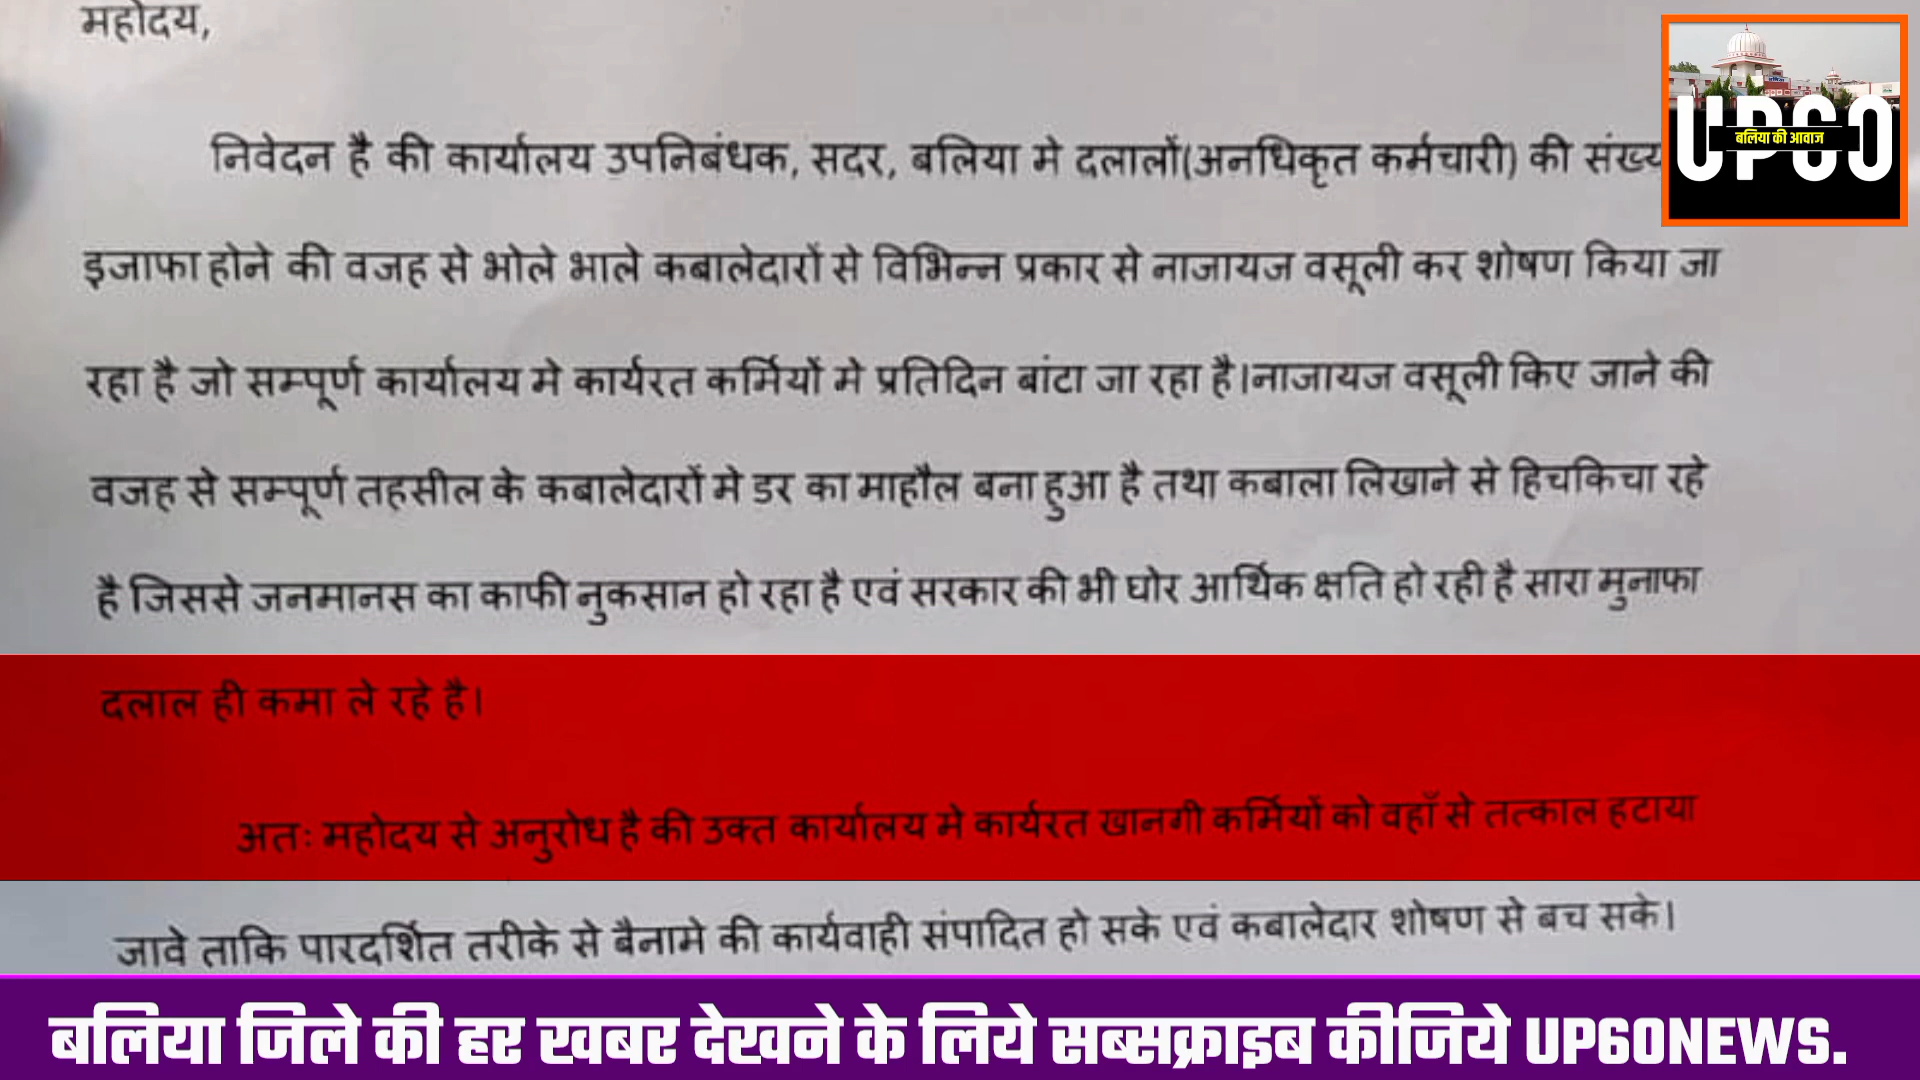 महोदय,
निवेदन है की कार्यालय उपनिबंधक, सदर, बलिया मे दलालों(अनधिकृत कर्मचारी) की
इजाफा होने की वजह से भोले भाले कबालेदारों से विभिन्न प्रकार से नाजायज वसूली कर शोषण किया जा
रहा है जो सम्पूर्ण कार्यालय मे कार्यरत कर्मियों मे प्रतिदिन बांटा जा रहा है।नाजायज वसूली किए जाने की
वजह से सम्पूर्ण तहसील के कबालेदारों मे डर का माहौल बना हुआ है तथा कबाला लिखाने से हिचकिचा रहे
है जिससे जनमानस का काफी नुकसान हो रहा है एवं सरकार की भी घोर आर्थिक क्षति हो रही है सारा मुनाफा
दलाल ही कमा ले रहे है।
अतः महोदय से अनुरोध है की उक्त कार्यालय मे कार्यरत खानगी कर्मियों को वहाँ से तत्काल हटाया
जावे ताकि पारदर्शित तरीके से बैनामे की कार्यवाही संपादित हो सके एवं कबालेदार शोषण से बच सके।
UP60
बलिया की आवाज
बलिया जिले की हर खबर देखने के लिये सब्सक्राइब कीजिये UP60NEWS.